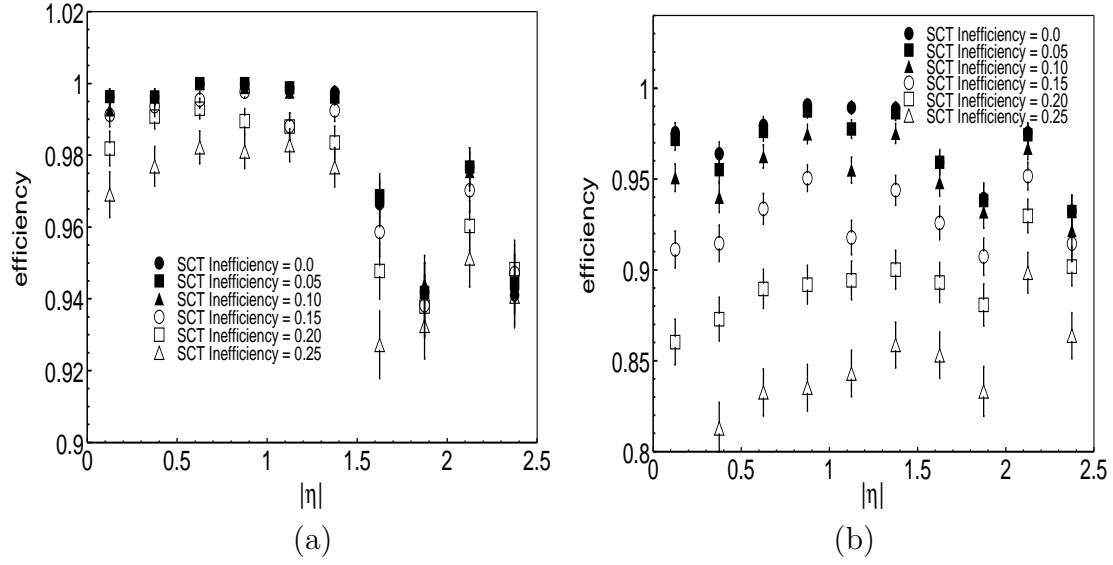 1.02
1
0.98
0.96
0.94
0.92
0.9
efficiency
SCT Inefficiency = 0.0
SCT Inefficiency = 0.05
SCT Inefficiency = 0.10
SCT Inefficiency = 0.15
SCT Inefficiency = 0.20
SCT Inefficiency = 0.25
0 0.5 1 1.5 2 2.5
|η|
(a)
1
0.95
0.9
0.85
0.8
efficiency
SCT Inefficiency = 0.0
SCT Inefficiency = 0.05
SCT Inefficiency = 0.10
SCT Inefficiency = 0.15
SCT Inefficiency = 0.20
SCT Inefficiency = 0.25
0 0.5 1 1.5 2 2.5
|η|
(b)